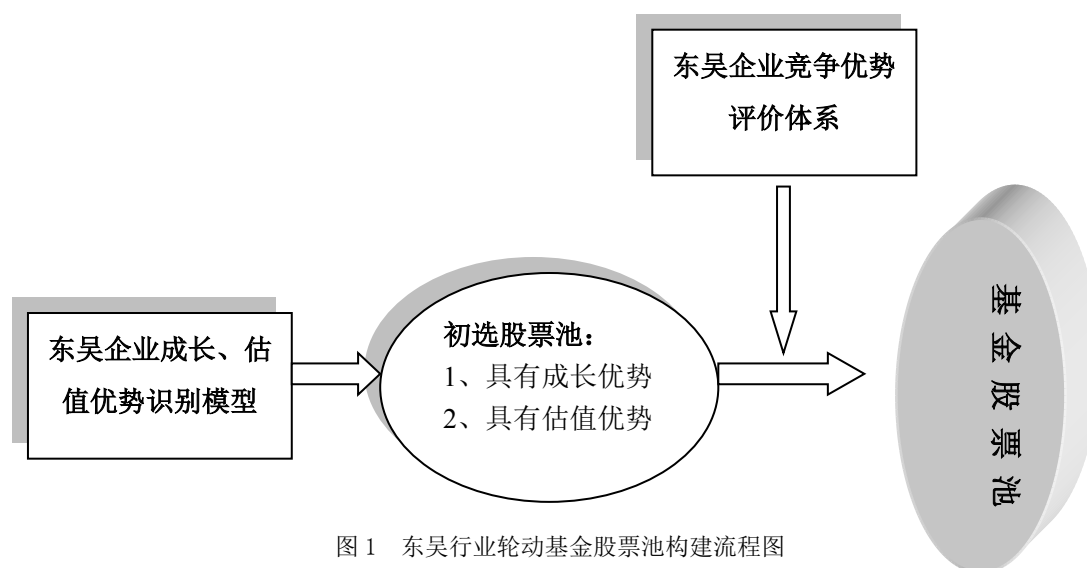 东吴企业竞争优势
评价体系
东吴企业成长、估
值优势识别模型
初选股票池：
1、具有成长优势
2、具有估值优势
基金股票池
图 1 东吴行业轮动基金股票池构建流程图